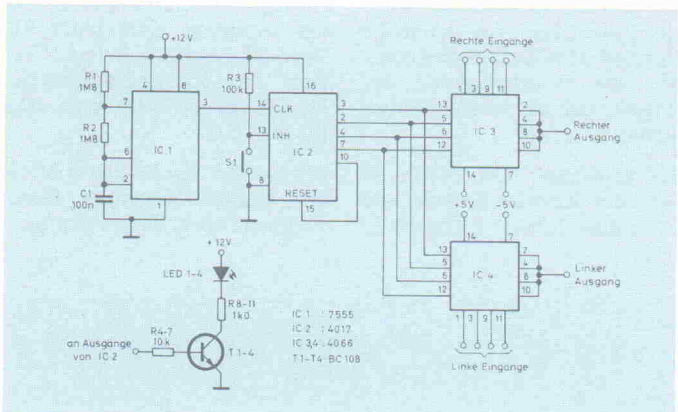 +12V
R1
1M8
R2
1M8
C1
100n
7
6
2
4
8
3
1
IC 1
R3
100k
S1
16
14
CLK
13
INH
IC 2
8
RESET
15
3
2
4
7
10
Rechte Eingänge
1 3 9 11
13
5
6
12
IC 3
2
4
8
10
Rechter
Ausgang
14
7
+5V
-5V
14
7
13
5
6
12
IC 4
2
4
8
10
Linker
Ausgang
1 3 9 11
Linke Eingänge
+12V
LED 1-4
R8-11
1k0
an Ausgänge
von IC 2
R4-7
10k
T1-4
IC 1 : 7555
IC 2 : 4017
IC 3,4 : 4066
T1-T4 BC 108